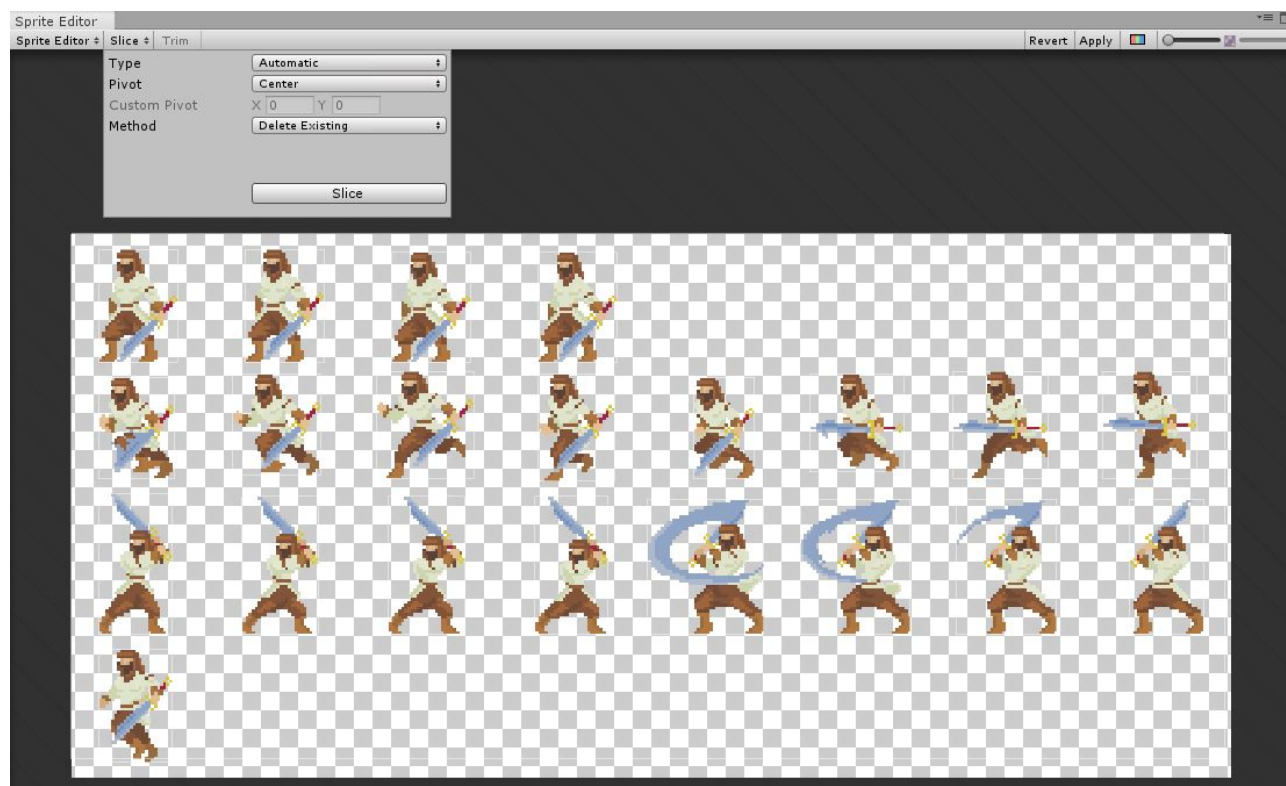 Sprite Editor
Sprite Editor Slice Trim Revert Apply
Type Automatic
Pivot Center
Custom Pivot X 0 Y 0
Method Delete Existing
Slice